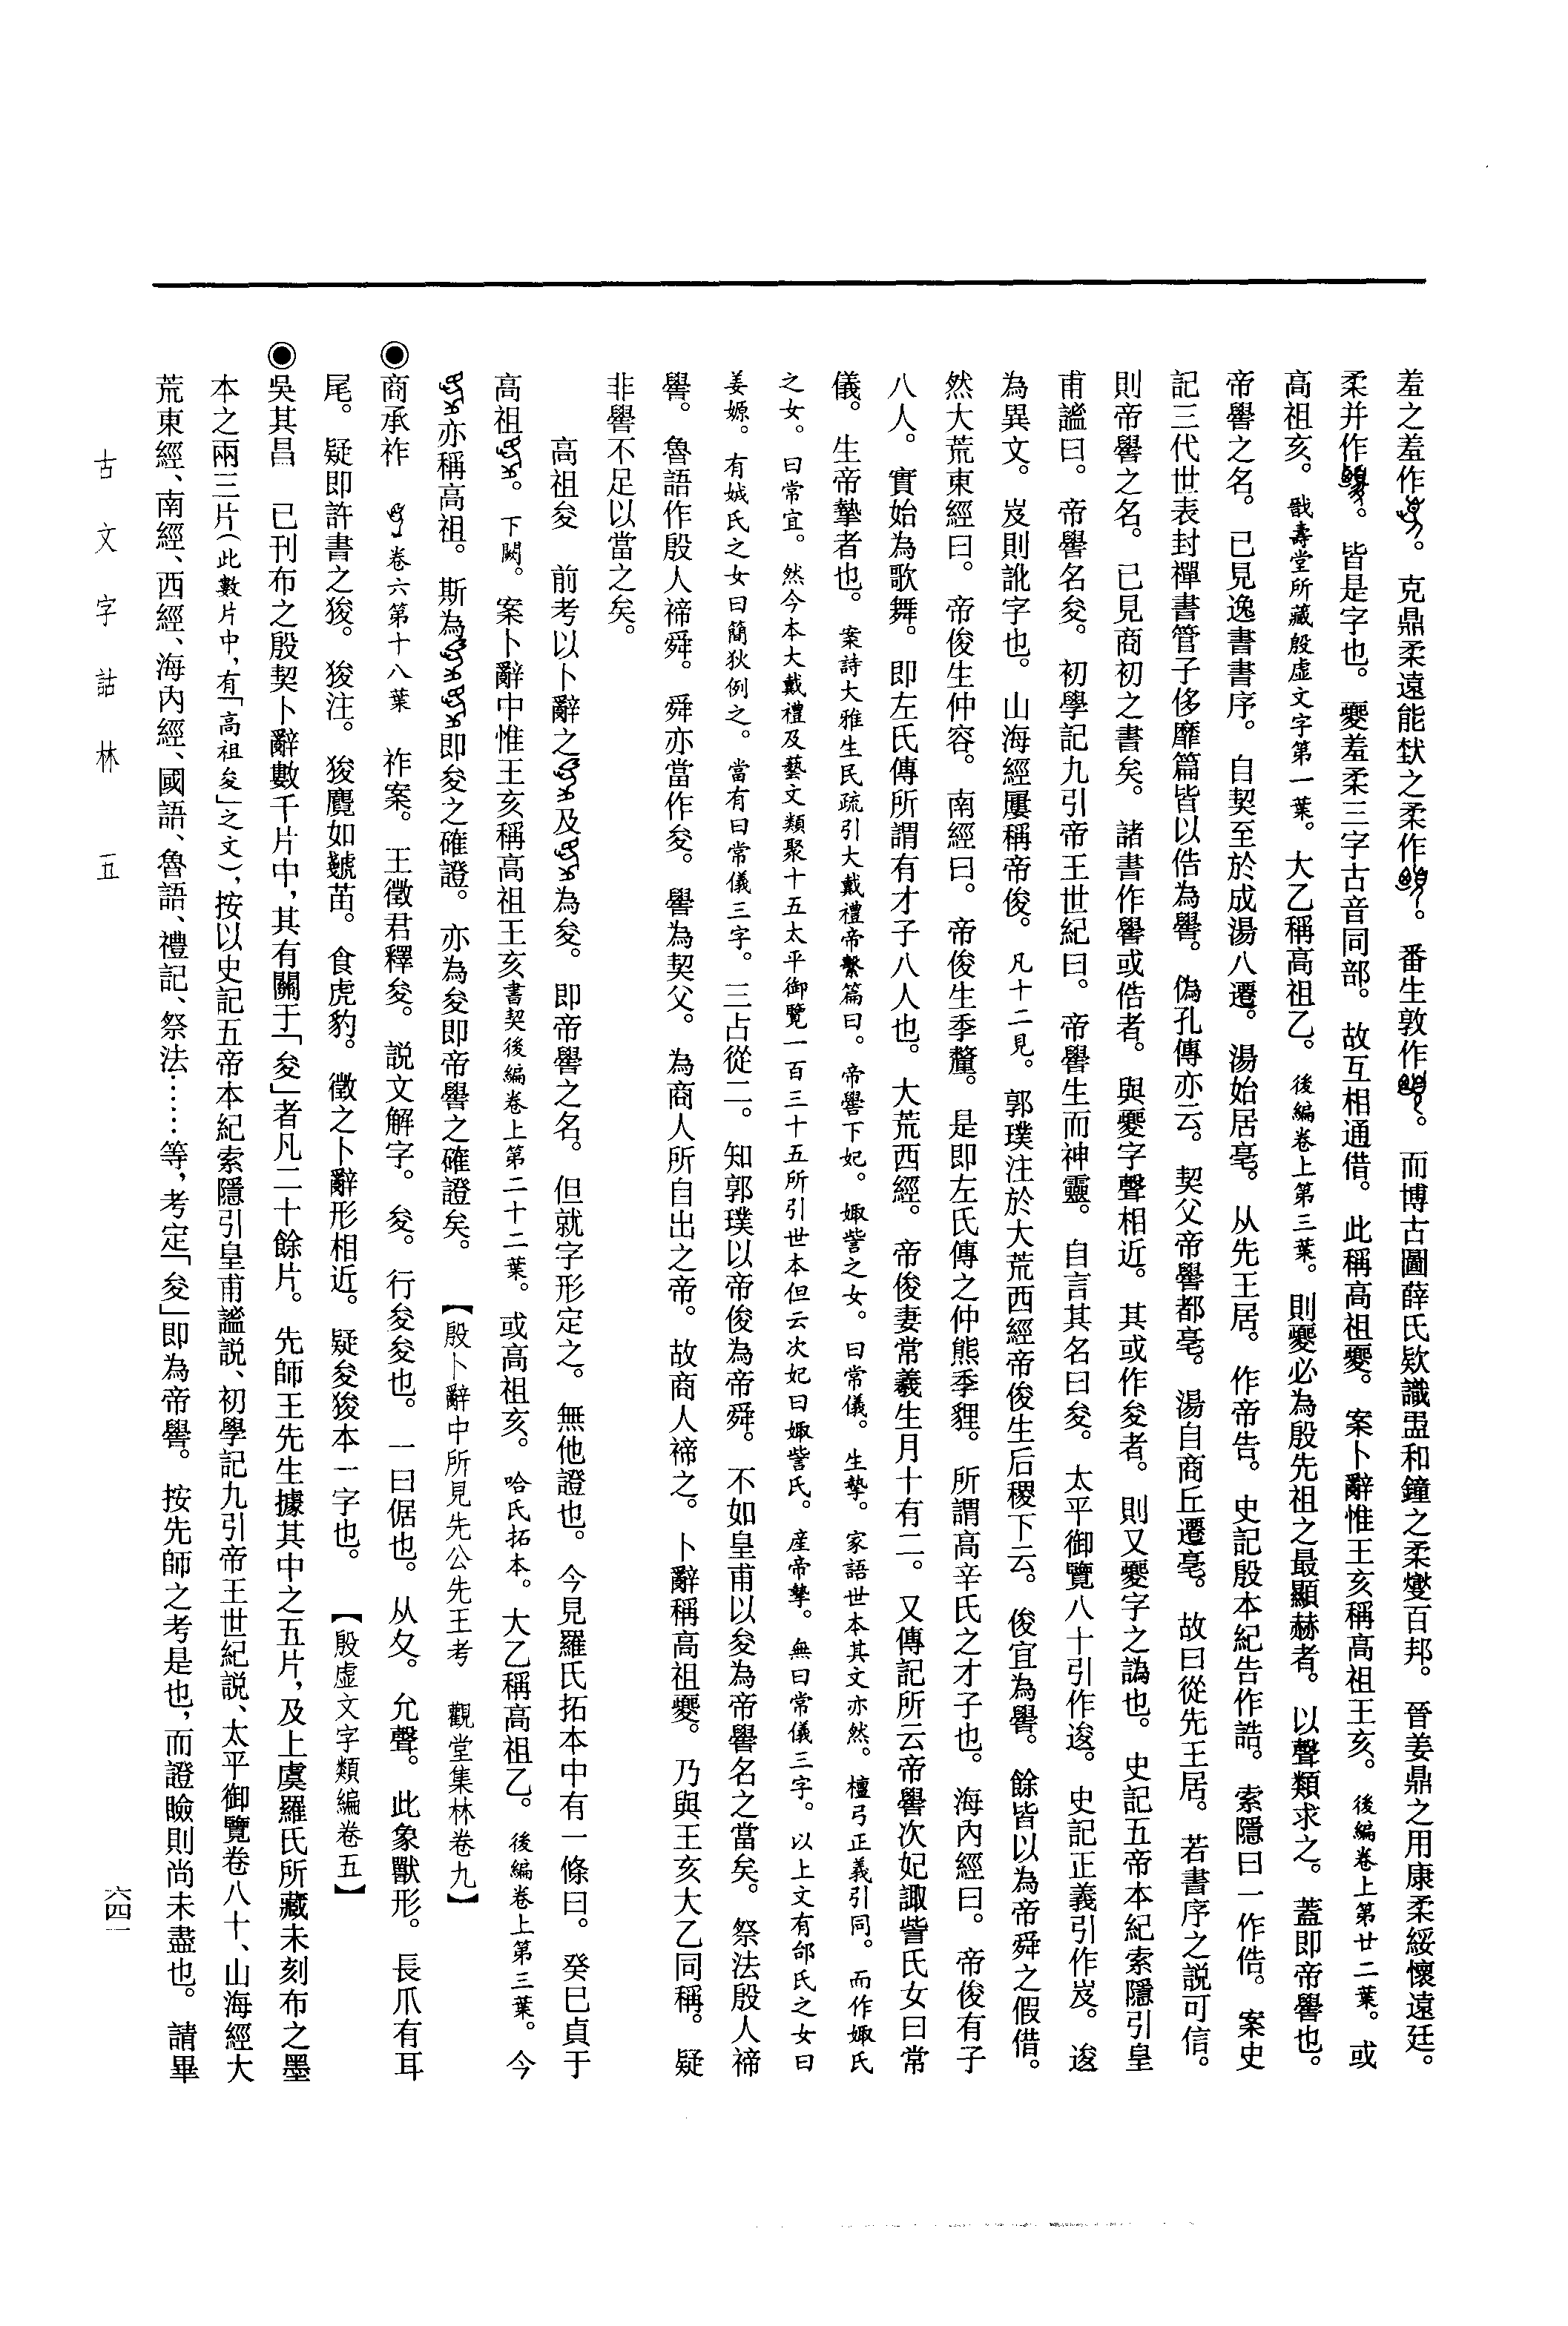 羞之羞作。克鼎柔遠能㹜之柔作。番生敦作。而博古圖薛氏欵識盄和鐘之柔燮百邦。晉姜鼎之用康柔綏懷遠廷。
柔并作。皆是字也。夒羞柔三字古音同部。故互相通借。此稱高祖夒。案卜辭惟王亥稱高祖王亥。後編卷上第廿二葉。或
高祖亥。戩壽堂所藏殷虛文字第一葉。大乙稱高祖乙。後編卷上第三葉。則夒必為殷先祖之最顯赫者。以聲類求之。蓋即帝嚳也。
帝嚳之名。已見逸書書序。自契至於成湯八遷。湯始居亳。从先王居。作帝告。史記殷本紀告作誥。索隱曰一作俈。案史
記三代世表封禪書管子侈靡篇皆以俈為嚳。偽孔傳亦云。契父帝嚳都亳。湯自商丘遷亳。故曰從先王居。若書序之説可信。
則帝嚳之名。已見商初之書矣。諸書作嚳或俈者。與夒字聲相近。其或作夋者。則又夒字之譌也。史記五帝本紀索隱引皇
甫謐曰。帝嚳名夋。初學記九引帝王世紀曰。帝嚳生而神靈。自言其名曰夋。太平御覽八十引作逡。史記正義引作岌。逡
為異文。岌則訛字也。山海經屢稱帝俊。凡十二見。郭璞注於大荒西經帝俊生后稷下云。俊宜為嚳。餘皆以為帝舜之假借。
然大荒東經曰。帝俊生仲容。南經曰。帝俊生季釐。是即左氏傳之仲熊季貍。所謂高辛氏之才子也。海內經曰。帝俊有子
八人。實始為歌舞。即左氏傳所謂有才子八人也。大荒西經。帝俊妻常羲生月十有二。又傳記所云帝嚳次妃諏訾氏女曰常
儀。生帝摯者也。案詩大雅生民疏引大戴禮帝繫篇曰。帝嚳下妃。娵訾之女。曰常儀。生摯。家語世本其文亦然。檀弓正義引同。而作娵氏
之女。曰常宜。然今本大戴禮及藝文類聚十五太平御覽一百三十五所引世本但云次妃曰娵訾氏。産帝摯。無曰常儀三字。以上文有邰氏之女曰
姜嫄。有娀氏之女曰簡狄例之。當有曰常儀三字。三占從二。知郭璞以帝俊為帝舜。不如皇甫以夋為帝嚳名之當矣。祭法殷人禘
嚳。魯語作殷人禘舜。舜亦當作夋。嚳為契父。為商人所自出之帝。故商人禘之。卜辭稱高祖夒。乃與王亥大乙同稱。疑
非嚳不足以當之矣。
高祖夋　前考以卜辭之及為夋。即帝嚳之名。但就字形定之。無他證也。今見羅氏拓本中有一條曰。癸巳貞于
高祖。下闕。案卜辭中惟王亥稱高祖王亥書契後編卷上第二十二葉。或高祖亥。哈氏拓本。大乙稱高祖乙。後編卷上第三葉。今
亦稱高祖。斯為即夋之確證。亦為夋即帝嚳之確證矣。【殷卜辭中所見先公先王考　觀堂集林卷九】
◉商承祚　卷六第十八葉　祚案。王徵君釋夋。説文解字。夋。行夋夋也。一曰倨也。从夊。允聲。此象獸形。長爪有耳
尾。疑即許書之狻。狻注。狻麑如虦苗。食虎豹。徵之卜辭形相近。疑夋狻本一字也。【殷虛文字類編卷五】
◉吳其昌　已刊布之殷契卜辭數千片中，其有關于「夋」者凡二十餘片。先師王先生據其中之五片，及上虞羅氏所藏未刻布之墨
本之兩三片（此數片中，有「高祖夋」之文），按以史記五帝本紀索隱引皇甫謐説、初學記九引帝王世紀説、太平御覽卷八十、山海經大
荒東經、南經、西經、海內經、國語、魯語、禮記、祭法……等，考定「夋」即為帝嚳。按先師之考是也，而證驗則尚未盡也。請畢
古文字詁林　五
六四一